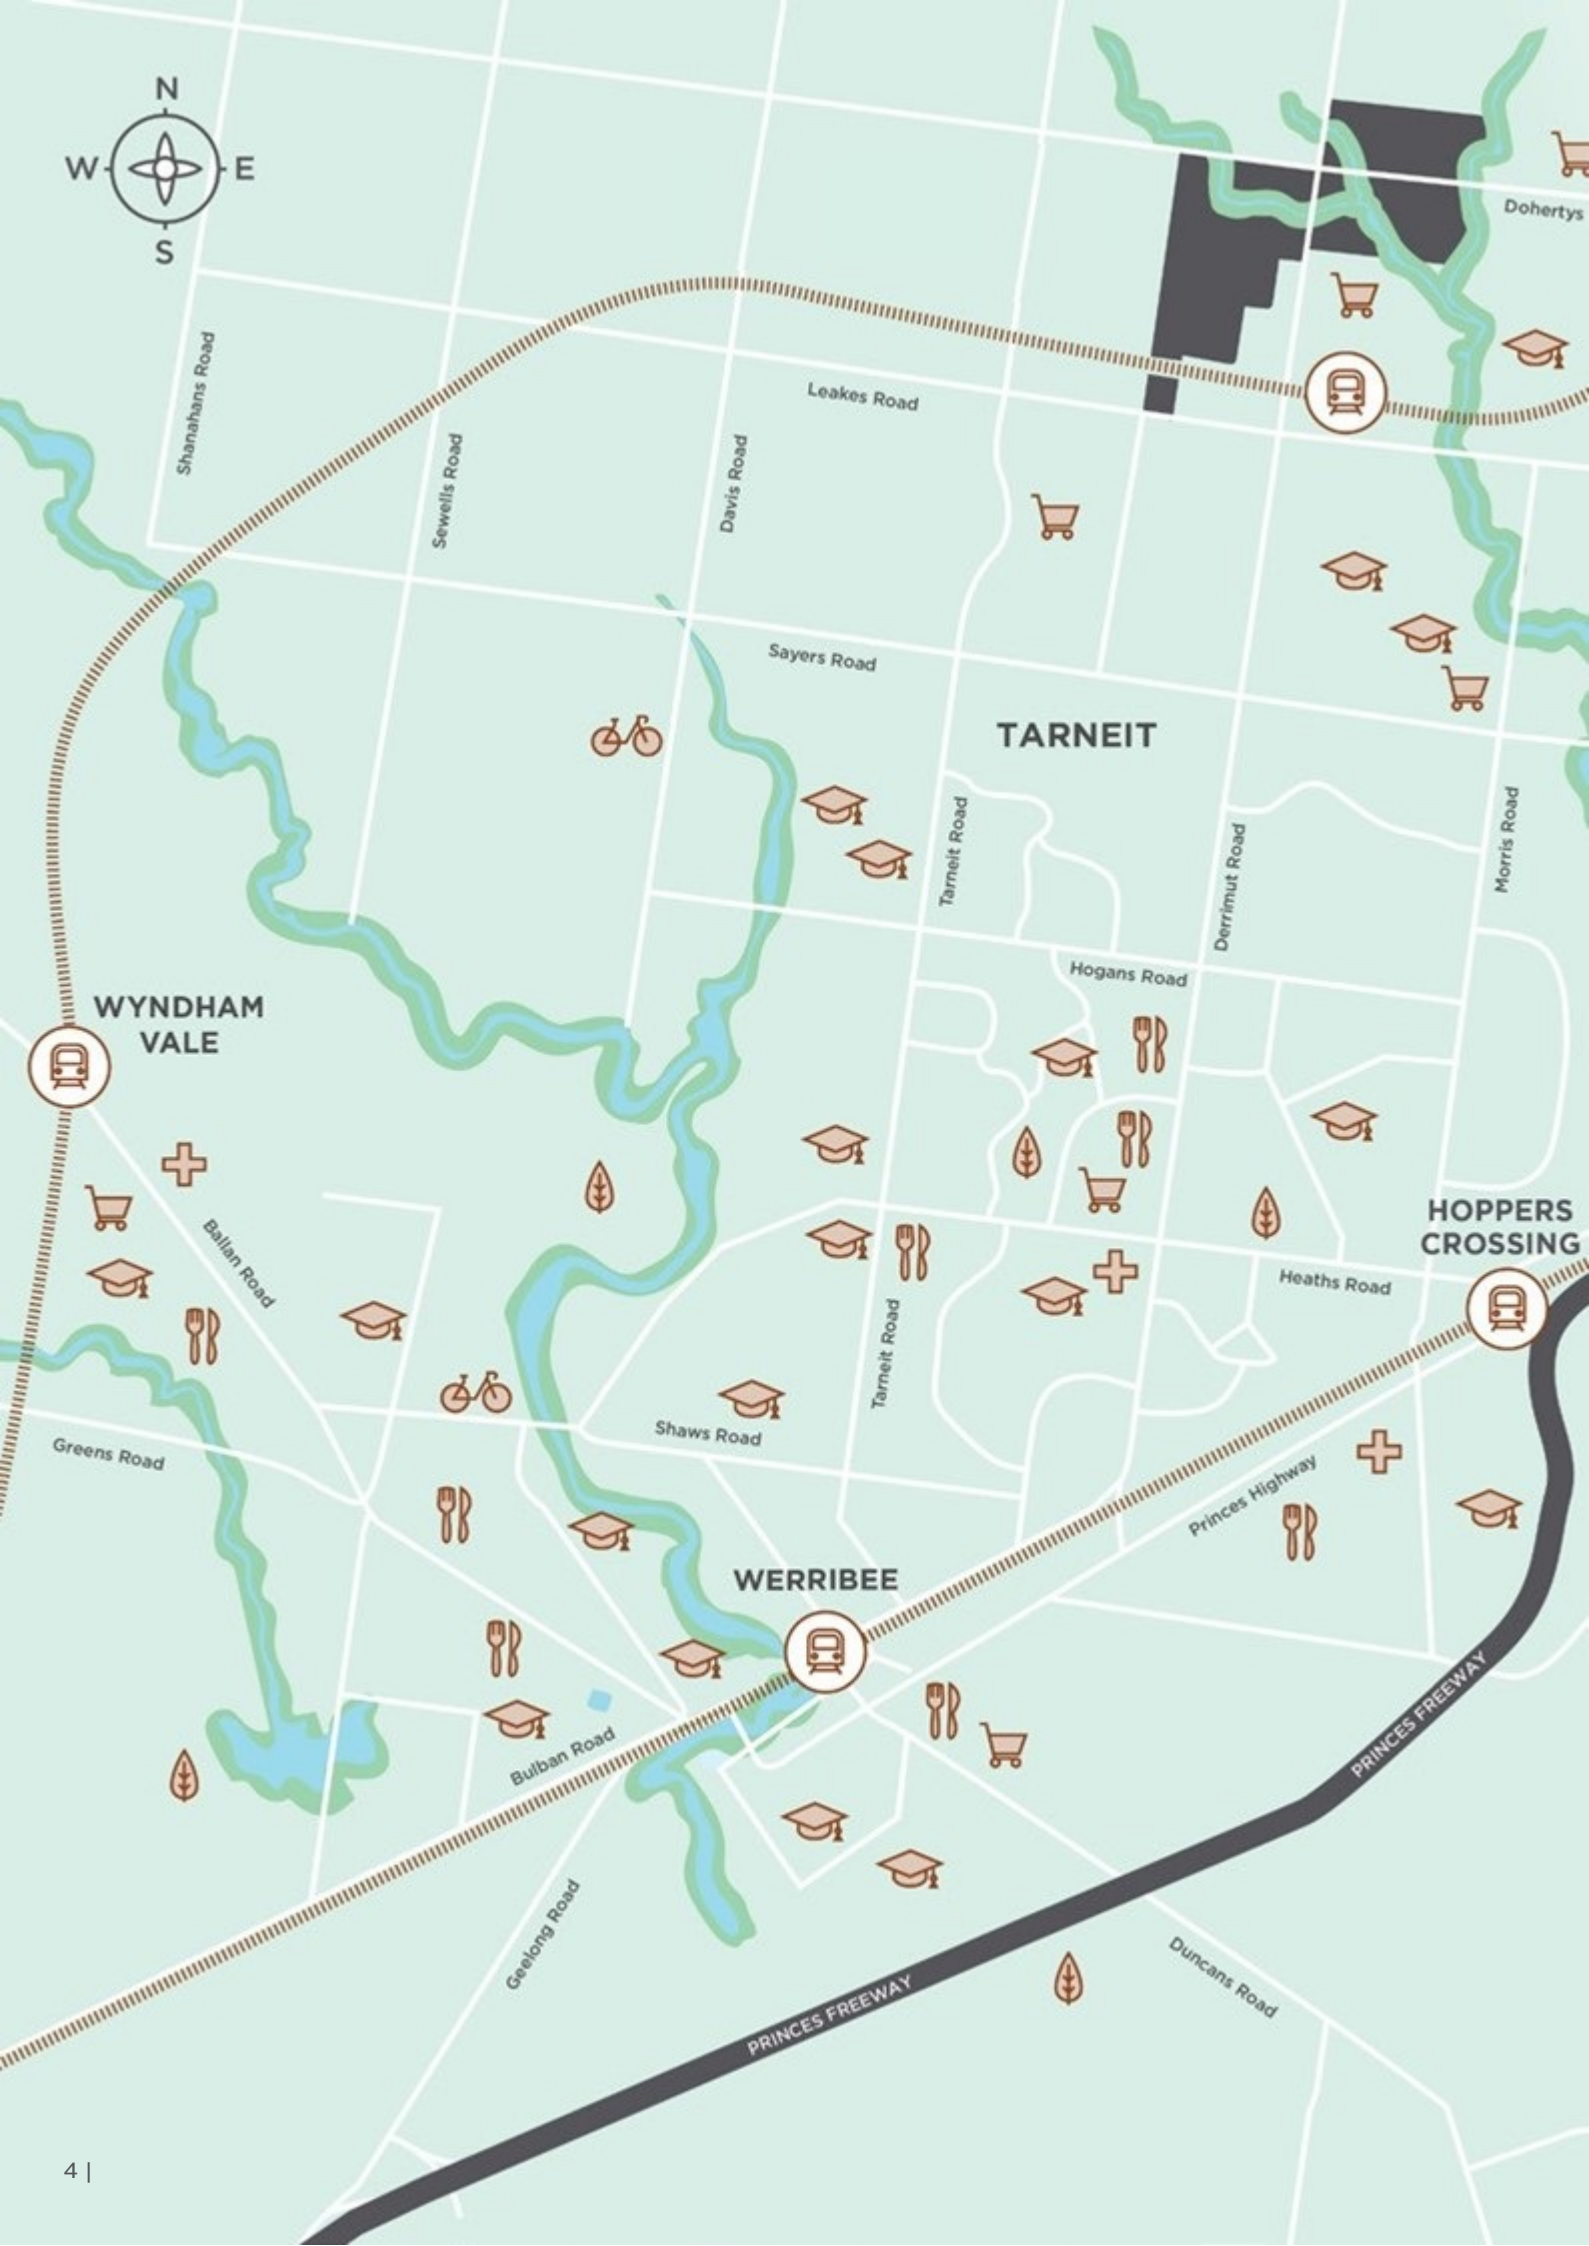 N
W
E
S
Dohertys
Shanahans Road
Leakes Road
Sewells Road
Davis Road
Sayers Road
TARNEIT
Tarneit Road
Derrimut Road
Morris Road
Hogans Road
WYNDHAM
VALE
Ballan Road
HOPPERS
CROSSING
Heaths Road
Tarneit Road
Shaws Road
Greens Road
Princes Highway
WERRIBEE
Bulban Road
PRINCES FREEWAY
Geelong Road
Duncans Road
PRINCES FREEWAY
4 |